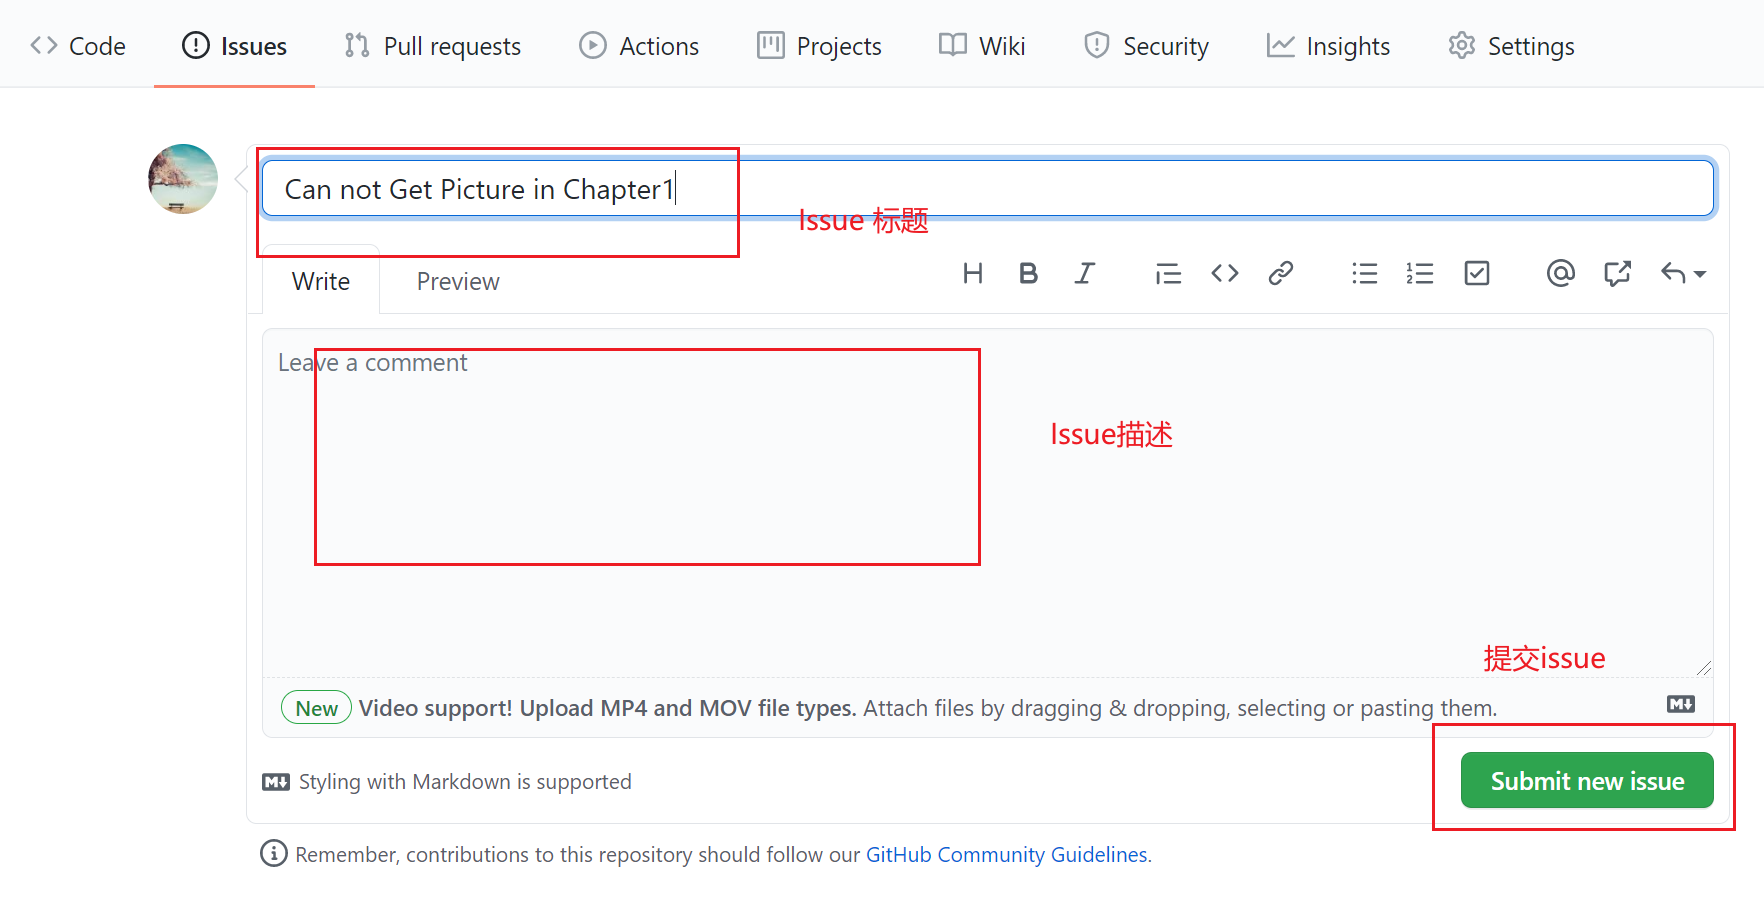 Code Issues Pull requests Actions Projects Wiki Security Insights Settings
Can not Get Picture in Chapter1
Issue 标题
Write Preview
Leave a comment
Issue描述
提交issue
New Video support! Upload MP4 and MOV file types. Attach files by dragging & dropping, selecting or pasting them.
Styling with Markdown is supported
Submit new issue
Remember, contributions to this repository should follow our GitHub Community Guidelines.